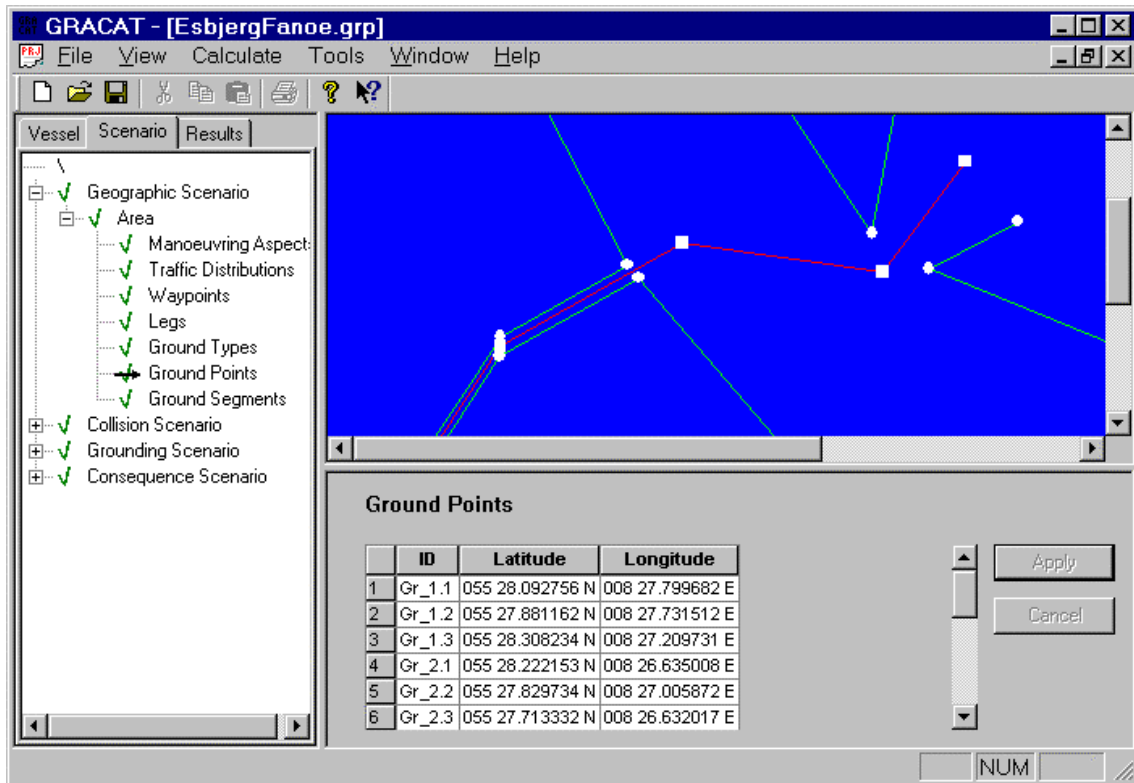 GRACAT - [EsbjergFanoe.grp]
PRJ File View Calculate Tools Window Help
Vessel Scenario Results
\
Geographic Scenario
Area
Manoeuvring Aspect
Traffic Distributions
Waypoints
Legs
Ground Types
Ground Points
Ground Segments
Collision Scenario
Grounding Scenario
Consequence Scenario
Ground Points
ID Latitude Longitude
1 Gr_1.1 055 28.092756 N 008 27.799682 E
2 Gr_1.2 055 27.881162 N 008 27.731512 E
3 Gr_1.3 055 28.308234 N 008 27.209731 E
4 Gr_2.1 055 28.222153 N 008 26.635008 E
5 Gr_2.2 055 27.829734 N 008 27.005872 E
6 Gr_2.3 055 27.713332 N 008 26.632017 E
Apply
Cancel
NUM